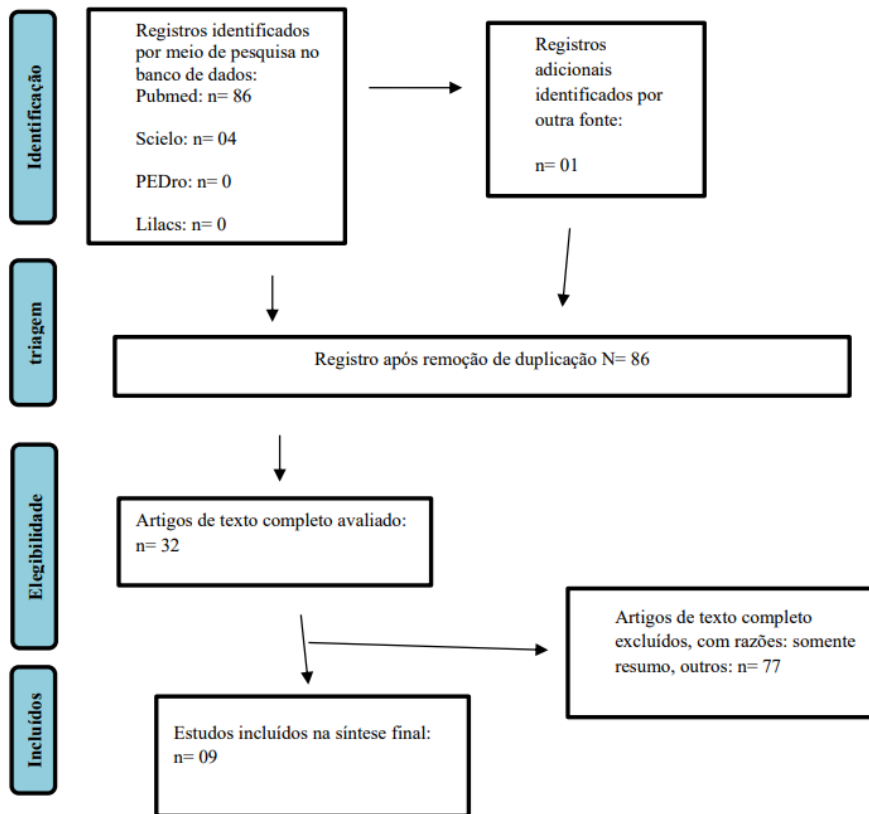 Identificação
Registros identificados
por meio de pesquisa no
banco de dados:
Pubmed: n= 86
Scielo: n= 04
PEDro: n= 0
Lilacs: n= 0
Registros
adicionais
identificados por
outra fonte:
n= 01
triagem
Registro após remoção de duplicação N= 86
Elegibilidade
Artigos de texto completo avaliado:
n= 32
Artigos de texto completo
excluídos, com razões: somente
resumo, outros: n= 77
Incluídos
Estudos incluídos na síntese final:
n= 09